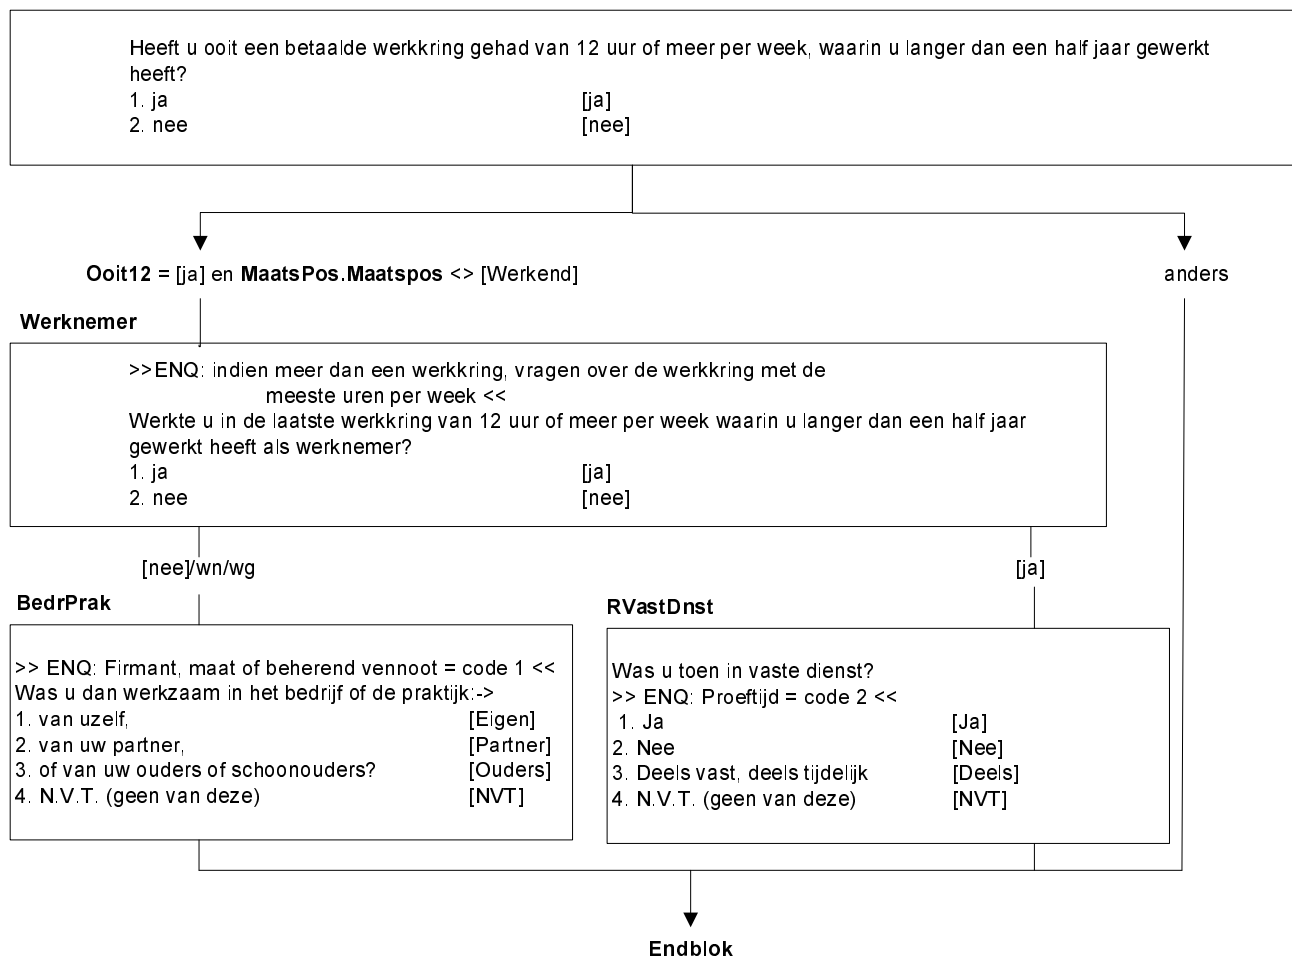 Heeft u ooit een betaalde werkkring gehad van 12 uur of meer per week, waarin u langer dan een half jaar gewerkt
heeft?
1. ja [ja]
2. nee [nee]
Ooit12 = [ja] en MaatsPos.Maatspos <> [Werkend]
anders
Werknemer
>>ENQ: indien meer dan een werkkring, vragen over de werkkring met de
meeste uren per week <<
Werkte u in de laatste werkkring van 12 uur of meer per week waarin u langer dan een half jaar
gewerkt heeft als werknemer?
1. ja [ja]
2. nee [nee]
[nee]/wn/wg
[ja]
BedrPrak
>> ENQ: Firmant, maat of beherend vennoot = code 1 <<
Was u dan werkzaam in het bedrijf of de praktijk:->
1. van uzelf, [Eigen]
2. van uw partner, [Partner]
3. of van uw ouders of schoonouders? [Ouders]
4. N.V.T. (geen van deze) [NVT]
RVastDnst
Was u toen in vaste dienst?
>> ENQ: Proeftijd = code 2 <<
1. Ja [Ja]
2. Nee [Nee]
3. Deels vast, deels tijdelijk [Deels]
4. N.V.T. (geen van deze) [NVT]
Endblok